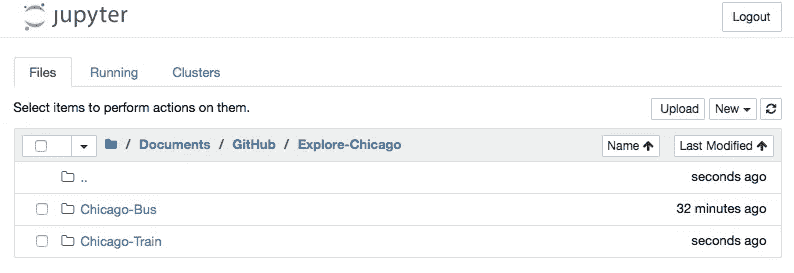 jupyter Logout
Files Running Clusters
Select items to perform actions on them. Upload New
/ Documents / GitHub / Explore-Chicago Name Last Modified
.. seconds ago
Chicago-Bus 32 minutes ago
Chicago-Train seconds ago